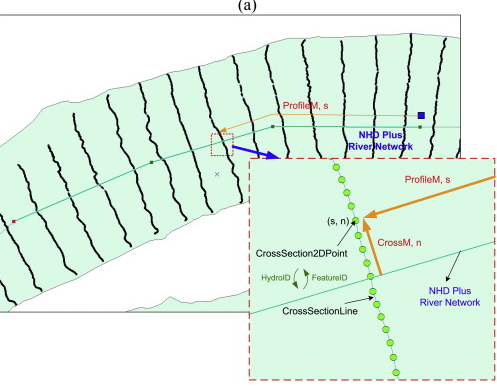 (a)
ProfileM, s
NHD Plus
River Network
ProfileM, s
(s, n)
CrossM, n
CrossSection2DPoint
HydroID
FeatureID
NHD Plus
River Network
CrossSectionLine